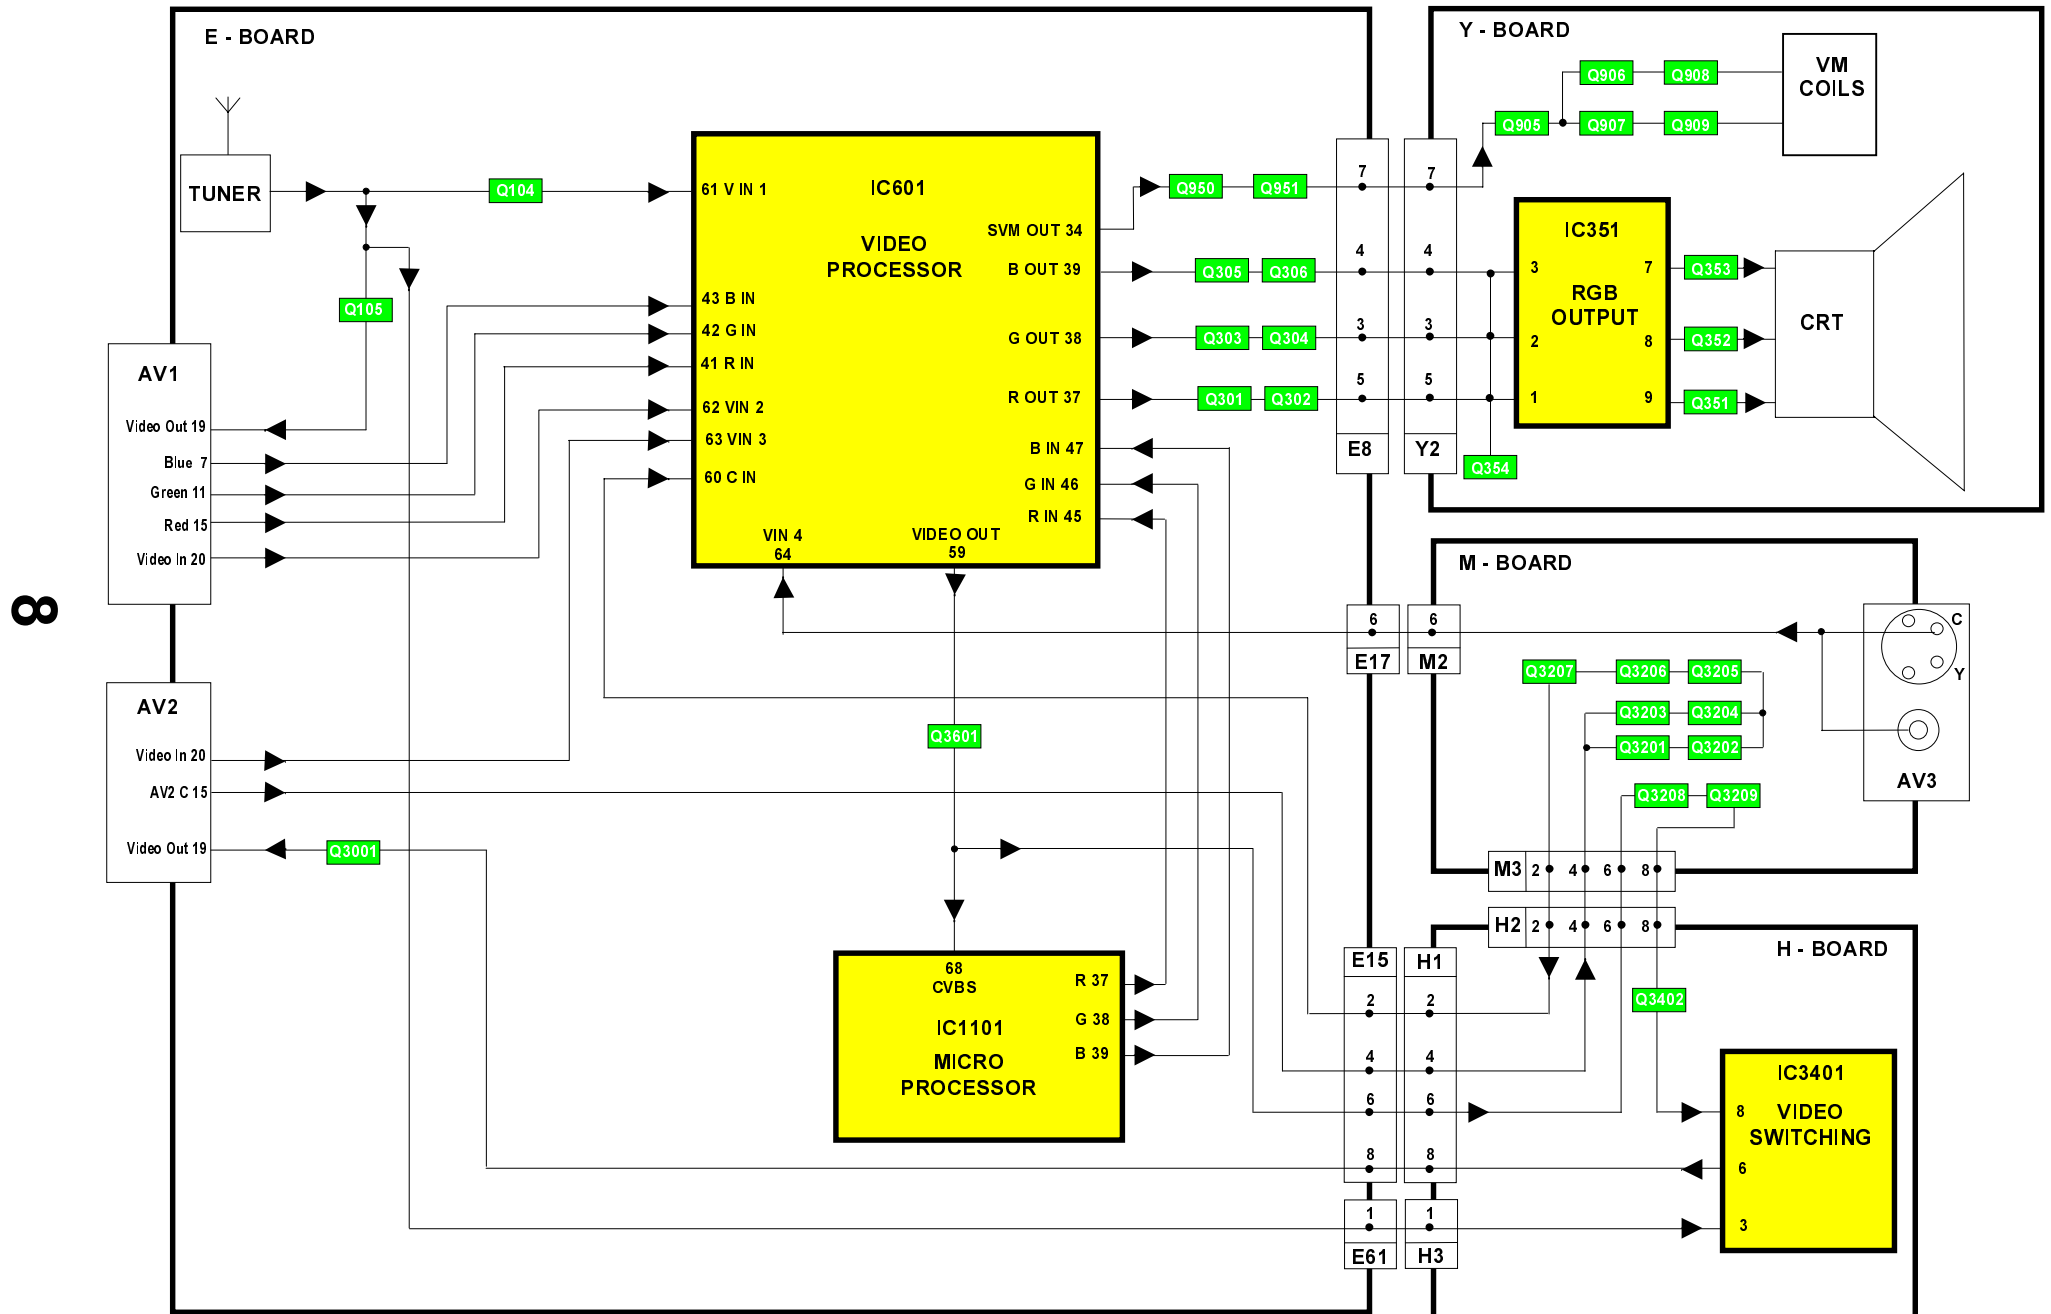 E - BOARD
TUNER
Q104
Q105
AV1
Video Out 19
Blue 7
Green 11
Red 15
Video In 20
8
AV2
Video In 20
AV2 C 15
Video Out 19
Q3001
IC601
VIDEO
PROCESSOR
61 V IN 1
43 B IN
42 G IN
41 R IN
62 VIN 2
63 VIN 3
60 C IN
VIN 4
64
VIDEO OUT
59
SVM OUT 34
B OUT 39
G OUT 38
R OUT 37
B IN 47
G IN 46
R IN 45
Q950
Q951
Q305
Q306
Q303
Q304
Q301
Q302
Q3601
68
CVBS
IC1101
MICRO
PROCESSOR
R 37
G 38
B 39
7
4
3
5
E8
7
4
3
5
Y2
6
E17
6
M2
E15
2
4
6
8
H1
2
4
6
8
1
E61
1
H3
Y - BOARD
Q905
Q906
Q908
Q907
Q909
VM
COILS
IC351
RGB
OUTPUT
3
2
1
7
8
9
Q353
Q352
Q351
Q354
CRT
M - BOARD
Q3207
Q3206
Q3205
Q3203
Q3204
Q3201
Q3202
Q3208
Q3209
C
Y
AV3
M3 2 4 6 8
H2 2 4 6 8
H - BOARD
Q3402
IC3401
VIDEO
SWITCHING
8
6
3